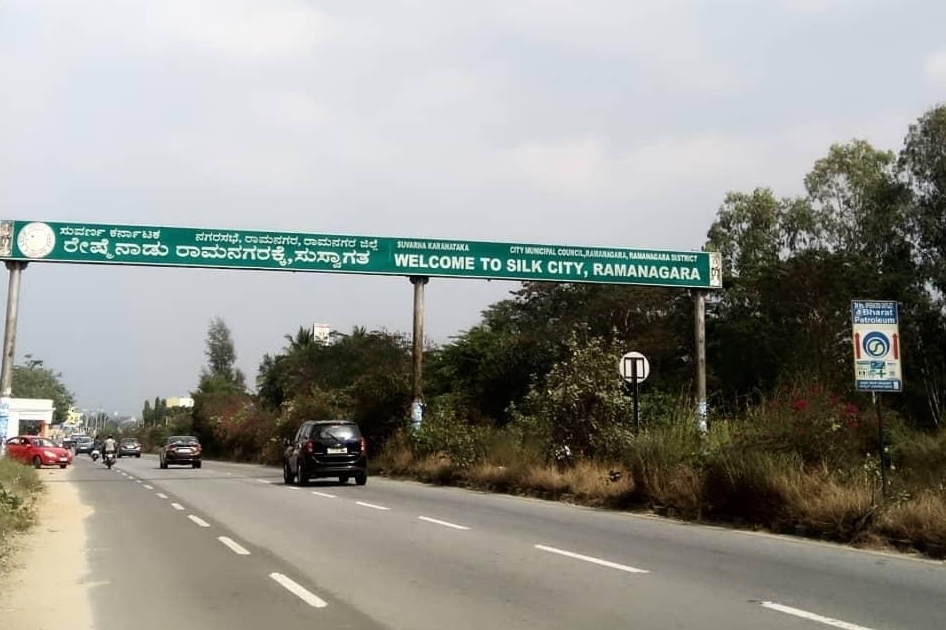 ಸುವರ್ಣ ಕರ್ನಾಟಕ
ನಗರಸಭೆ, ರಾಮನಗರ, ರಾಮನಗರ ಜಿಲ್ಲೆ
ರೇಷ್ಮೆ ನಾಡು ರಾಮನಗರಕ್ಕೆ, ಸುಸ್ವಾಗತ
SUVARNA KARANATAKA
CITY MUNICIPAL COUNCIL,RAMANAGARA, RAMANAGARA DISTRICT
WELCOME TO SILK CITY, RAMANAGARA
Bharat
Petroleum